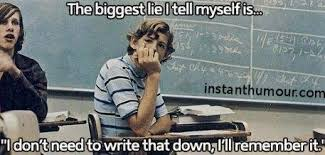 The biggest lie I tell myself is...
instanthumour.com
"I don't need to write that down, I'll remember it."